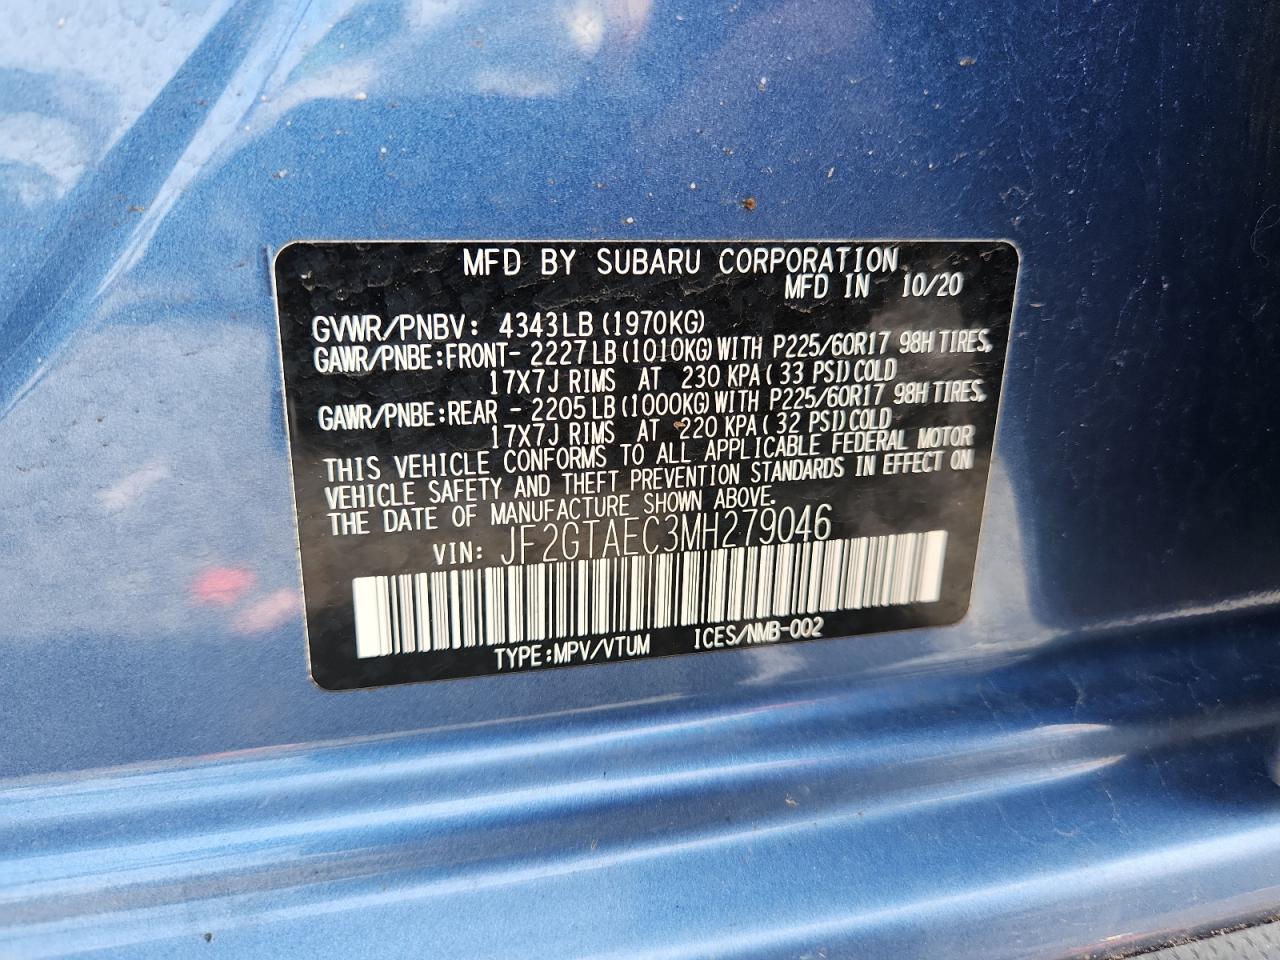 MFD BY SUBARU CORPORATION
MFD IN 10/20
GVWR/PNBV: 4343LB (1970KG)
GAWR/PNBE:FRONT- 2227LB(1010KG)WITH P225/60R17 98H TIRES,
17X7J RIMS AT 230 KPA( 33 PSI)COLD
GAWR/PNBE:REAR - 2205LB(1000KG)WITH P225/60R17 98H TIRES,
17X7J RIMS AT 220 KPA( 32 PSI)COLD
THIS VEHICLE CONFORMS TO ALL APPLICABLE FEDERAL MOTOR
VEHICLE SAFETY AND THEFT PREVENTION STANDARDS IN EFFECT ON
THE DATE OF MANUFACTURE SHOWN ABOVE.
VIN: JF2GTAEC3MH279046
TYPE:MPV/VTUM ICES/NMB-002